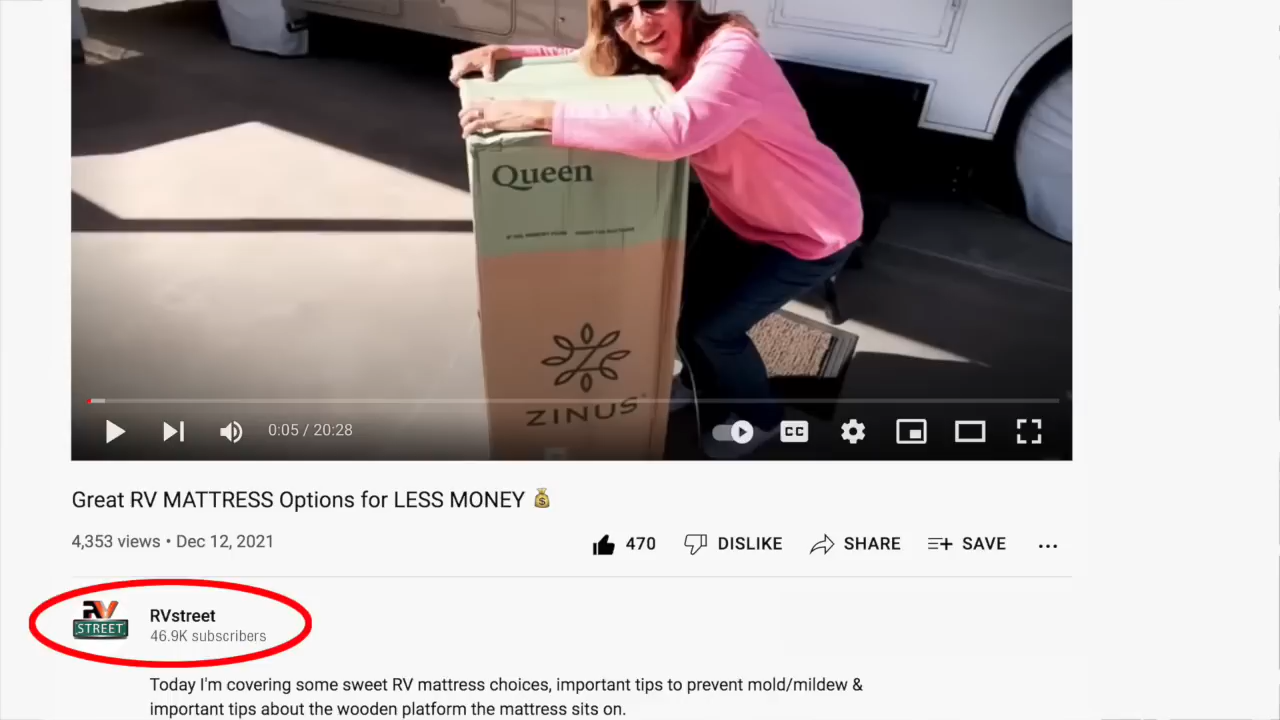 Queen
ZINUS
0:05 / 20:28
CC
Great RV MATTRESS Options for LESS MONEY 💰
4,353 views • Dec 12, 2021
470 DISLIKE SHARE SAVE ...
RV
STREET
RVstreet
46.9K subscribers
Today I'm covering some sweet RV mattress choices, important tips to prevent mold/mildew &
important tips about the wooden platform the mattress sits on.